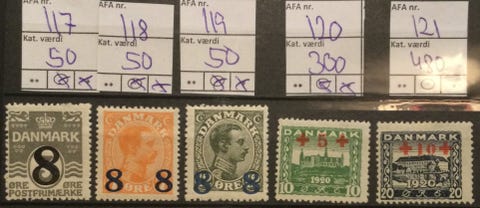 AFA nr. AFA nr. AFA nr. AFA nr. AFA nr.
117 118 119 120 121
Kat. værdi Kat. værdi Kat. værdi Kat. værdi Kat. værdi
50 50 50 300 480
** ** ** ** **
DANMARK DANMARK DANMARK DANMARK DANMARK
8 8 8 8 8 + 5 + + 10 +
ØRE ØRE ØRE 10 1920 10 20 1920 20
POSTFRIMÆRKE